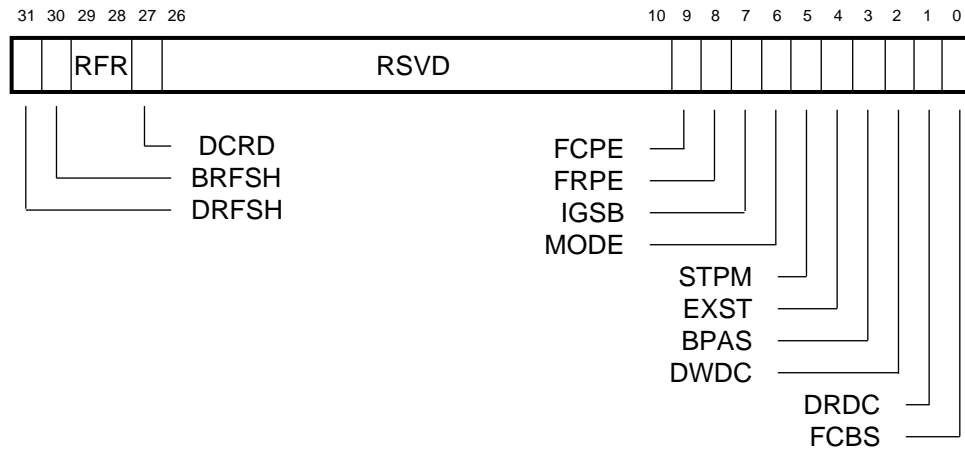 31 30 29 28 27 26 10 9 8 7 6 5 4 3 2 1 0
RFR RSVD
DCRD FCPE
BRFSH FRPE
DRFSH IGSB
MODE
STPM
EXST
BPAS
DWDC
DRDC
FCBS